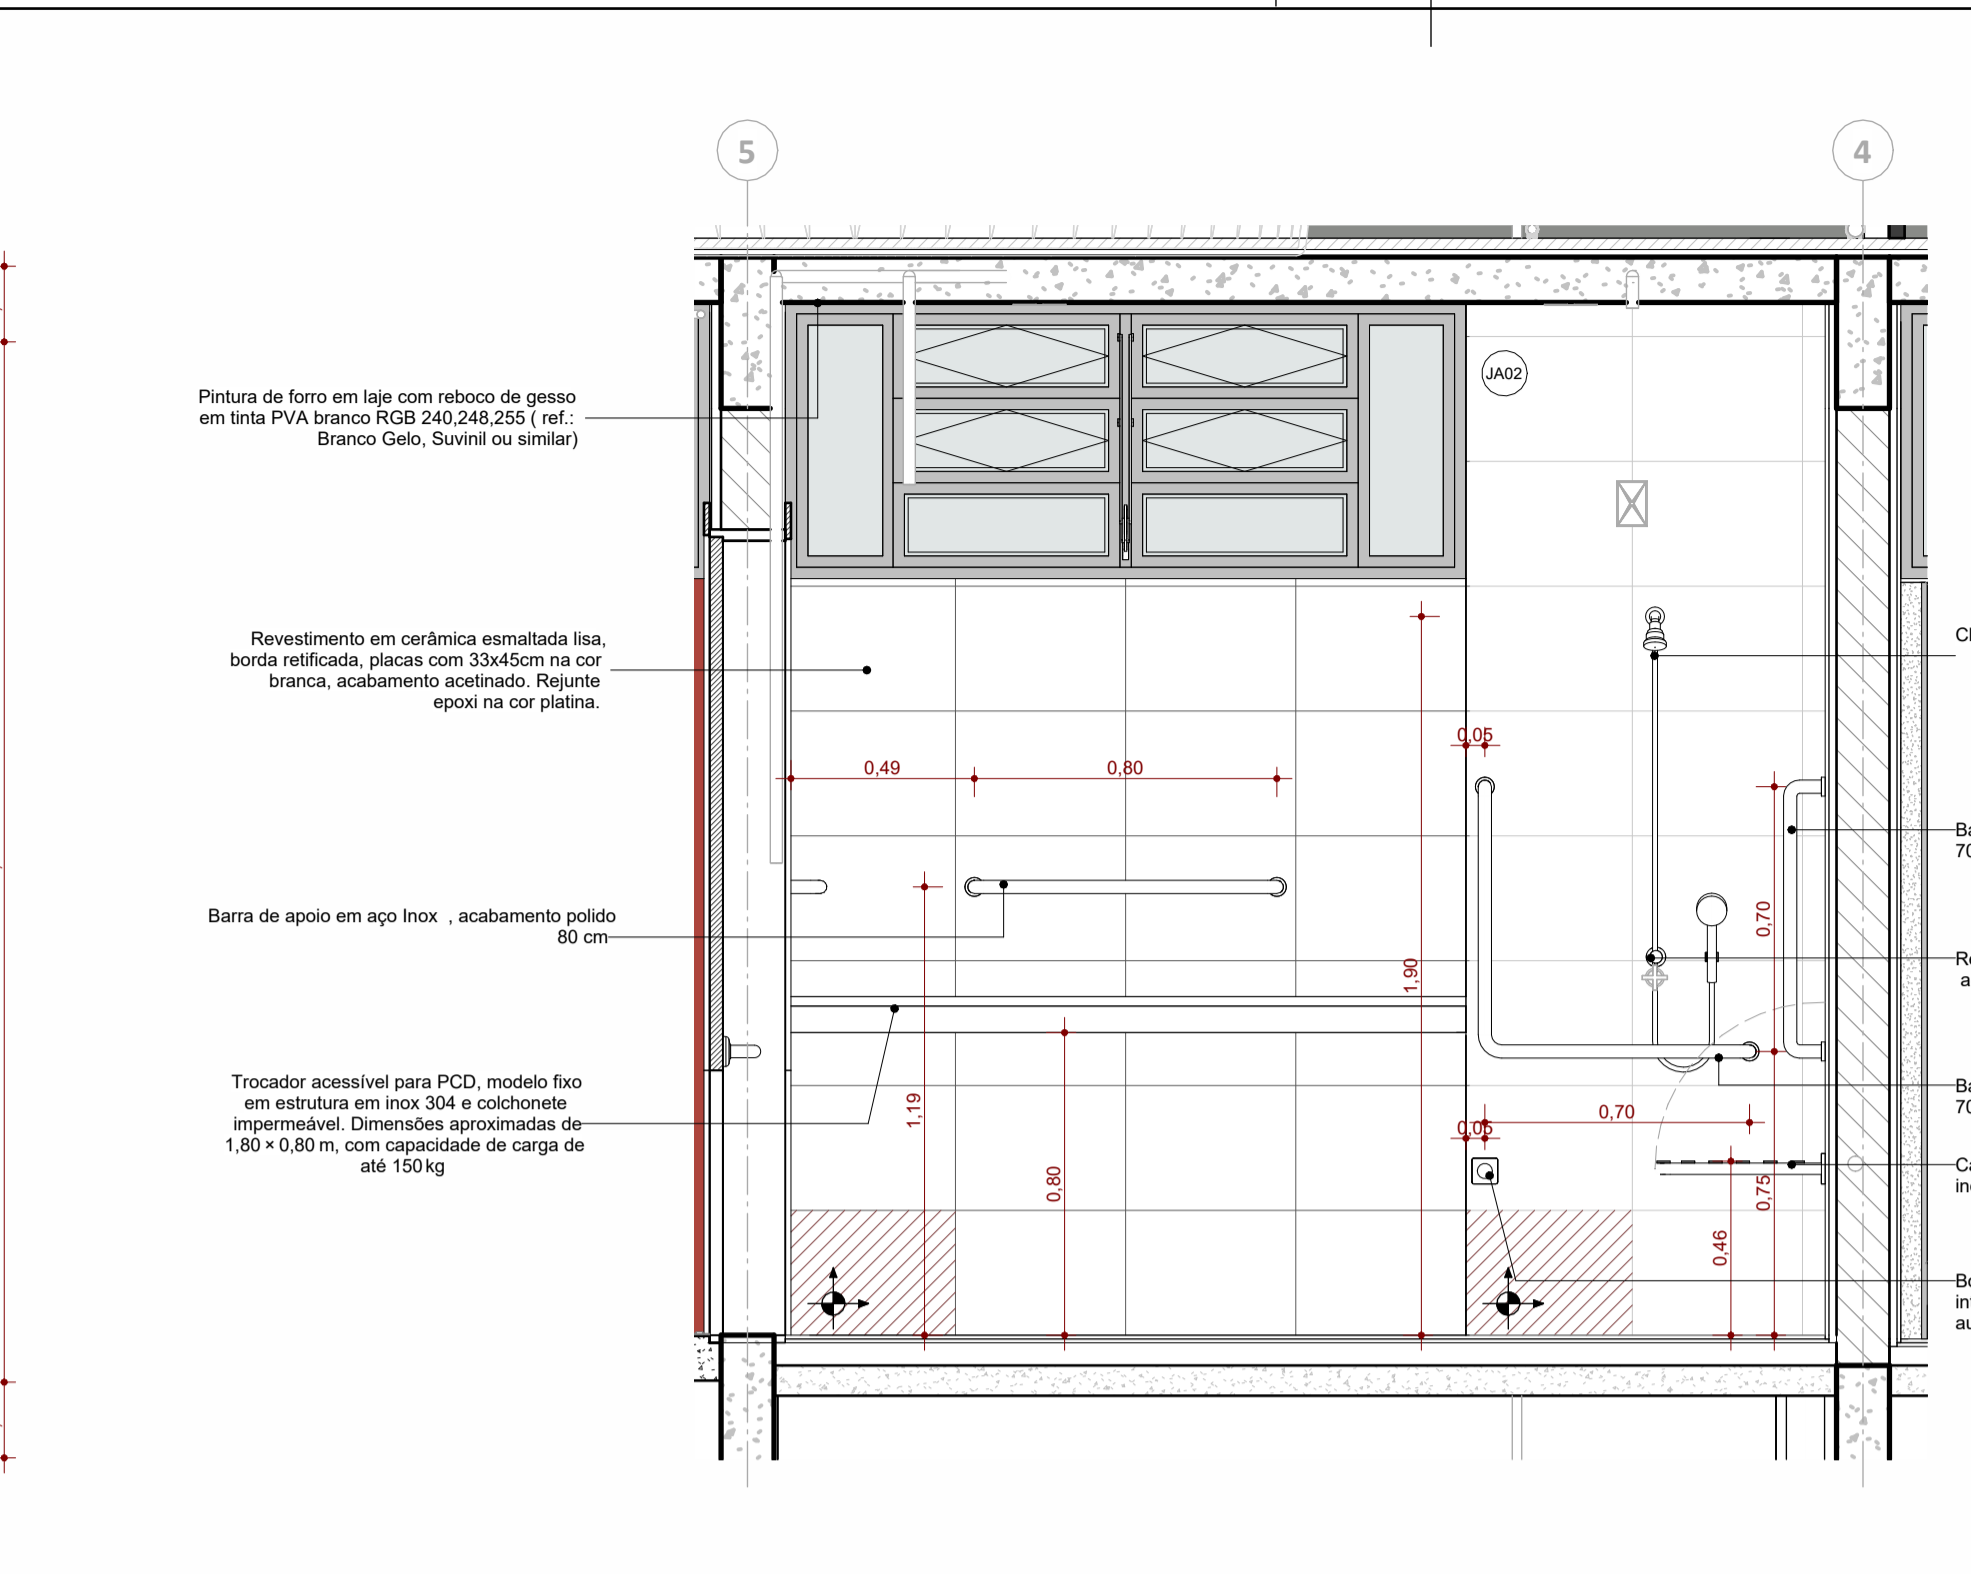 5
4
Pintura de forro em laje com reboco de gesso
em tinta PVA branco RGB 240,248,255 ( ref.:
Branco Gelo, Suvinil ou similar)
JA02
Revestimento em cerâmica esmaltada lisa,
borda retificada, placas com 33x45cm na cor
branca, acabamento acetinado. Rejunte
epoxi na cor platina.
0,05
0,49
0,80
Barra de apoio em aço Inox , acabamento polido
80 cm
0,70
1,90
Trocador acessível para PCD, modelo fixo
em estrutura em inox 304 e colchonete
impermeável. Dimensões aproximadas de
1,80 × 0,80 m, com capacidade de carga de
até 150 kg
1,19
0,80
0,70
0,05
0,75
0,46
70
a
70